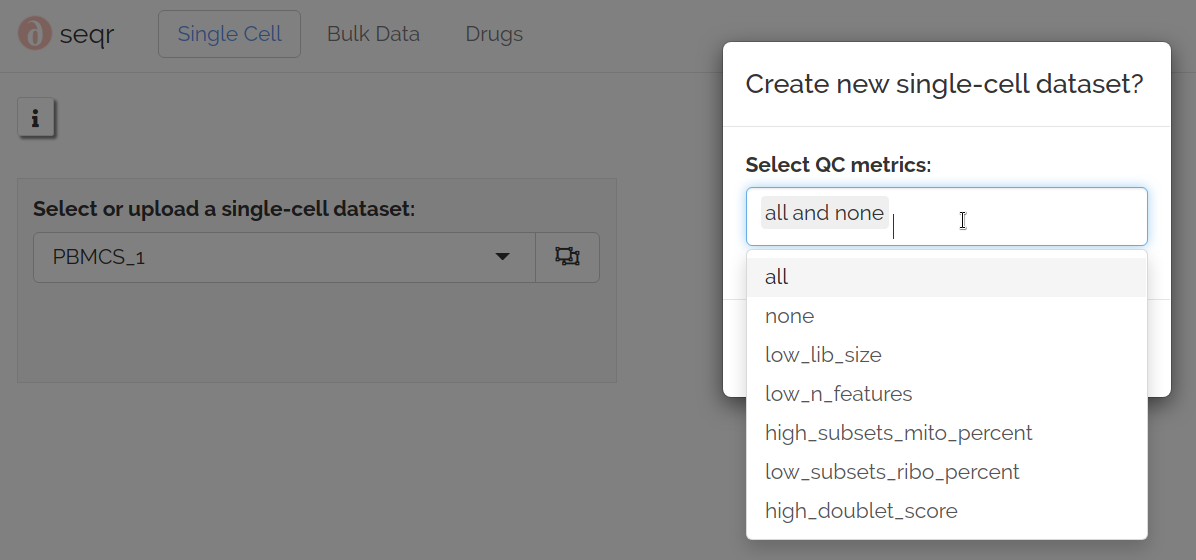 seqr
Single Cell
Bulk Data
Drugs
i
Select or upload a single-cell dataset:
PBMCS_1
Create new single-cell dataset?
Select QC metrics:
all and none
all
none
low_lib_size
low_n_features
high_subsets_mito_percent
low_subsets_ribo_percent
high_doublet_score